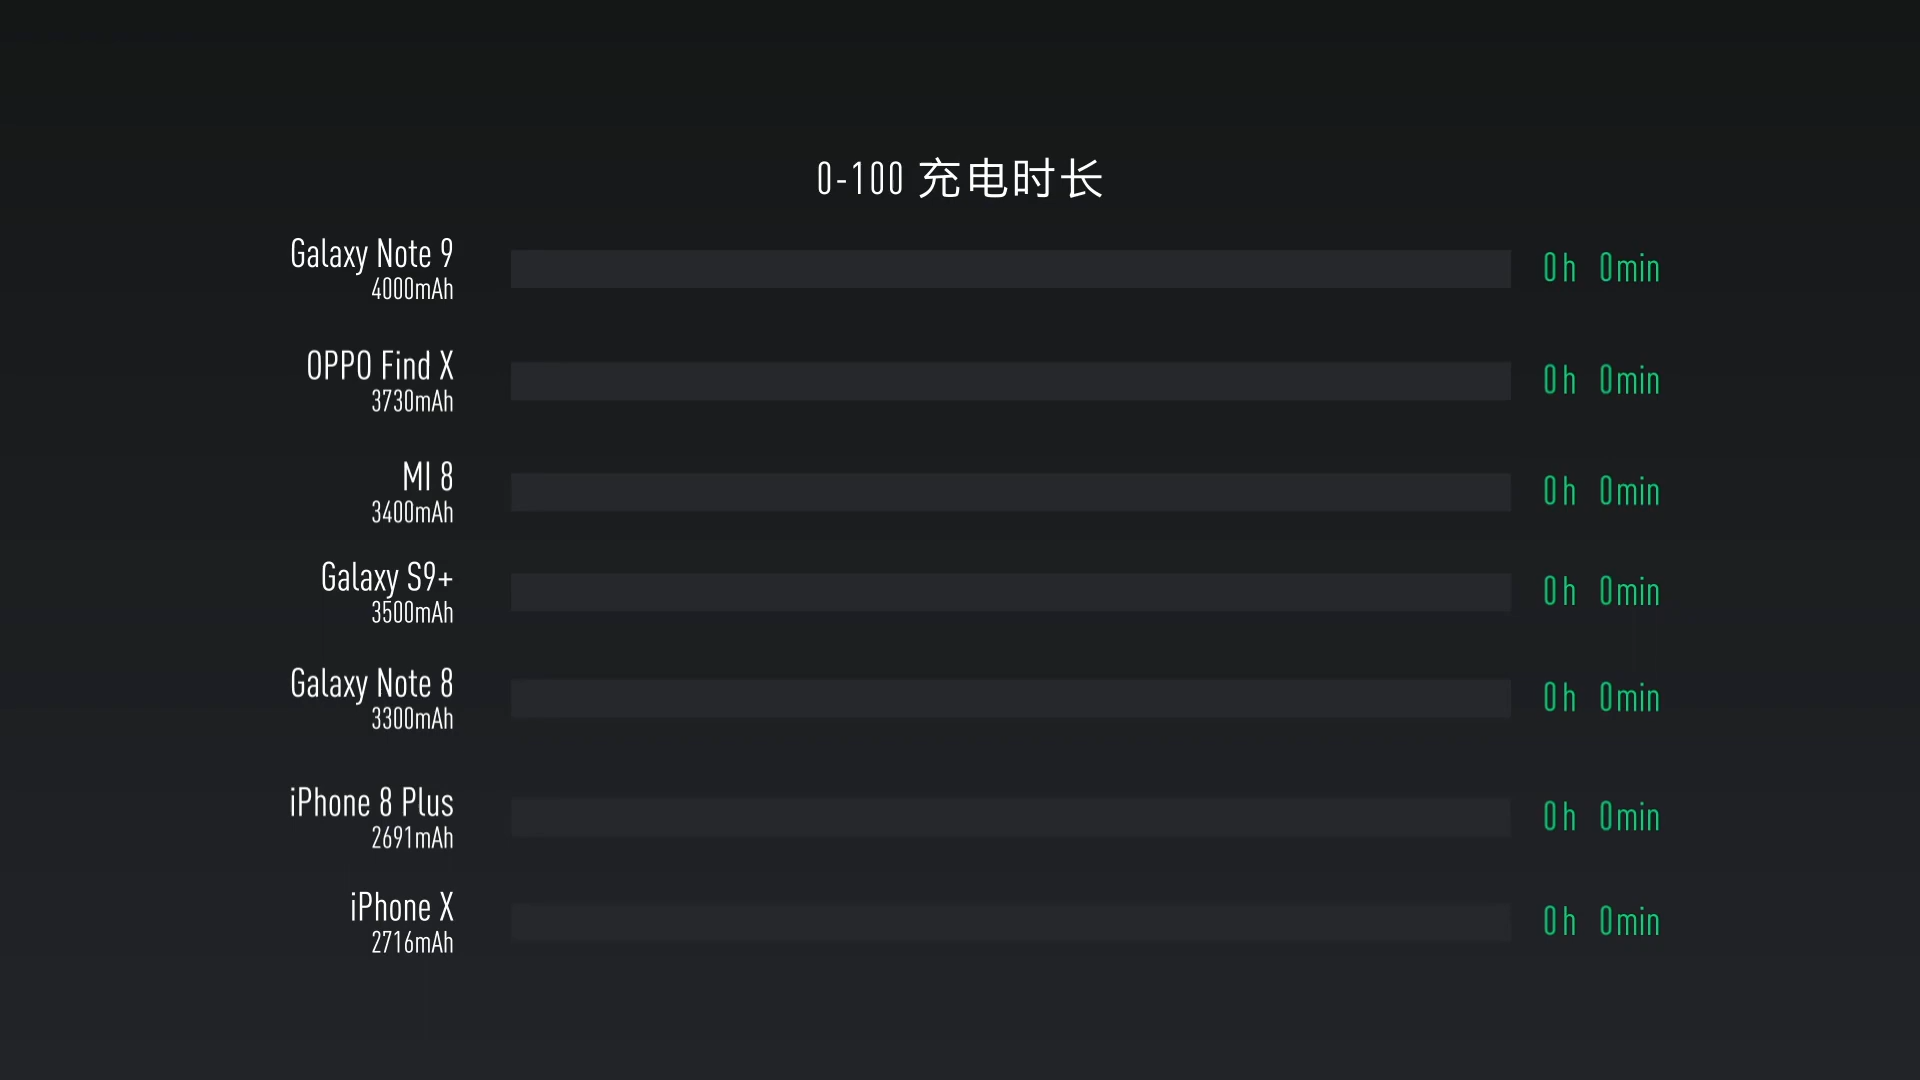 0-100 充电时长
Galaxy Note 9
4000mAh
0h 0min
OPPO Find X
3730mAh
0h 0min
MI 8
3400mAh
0h 0min
Galaxy S9+
3500mAh
0h 0min
Galaxy Note 8
3300mAh
0h 0min
iPhone 8 Plus
2691mAh
0h 0min
iPhone X
2716mAh
0h 0min